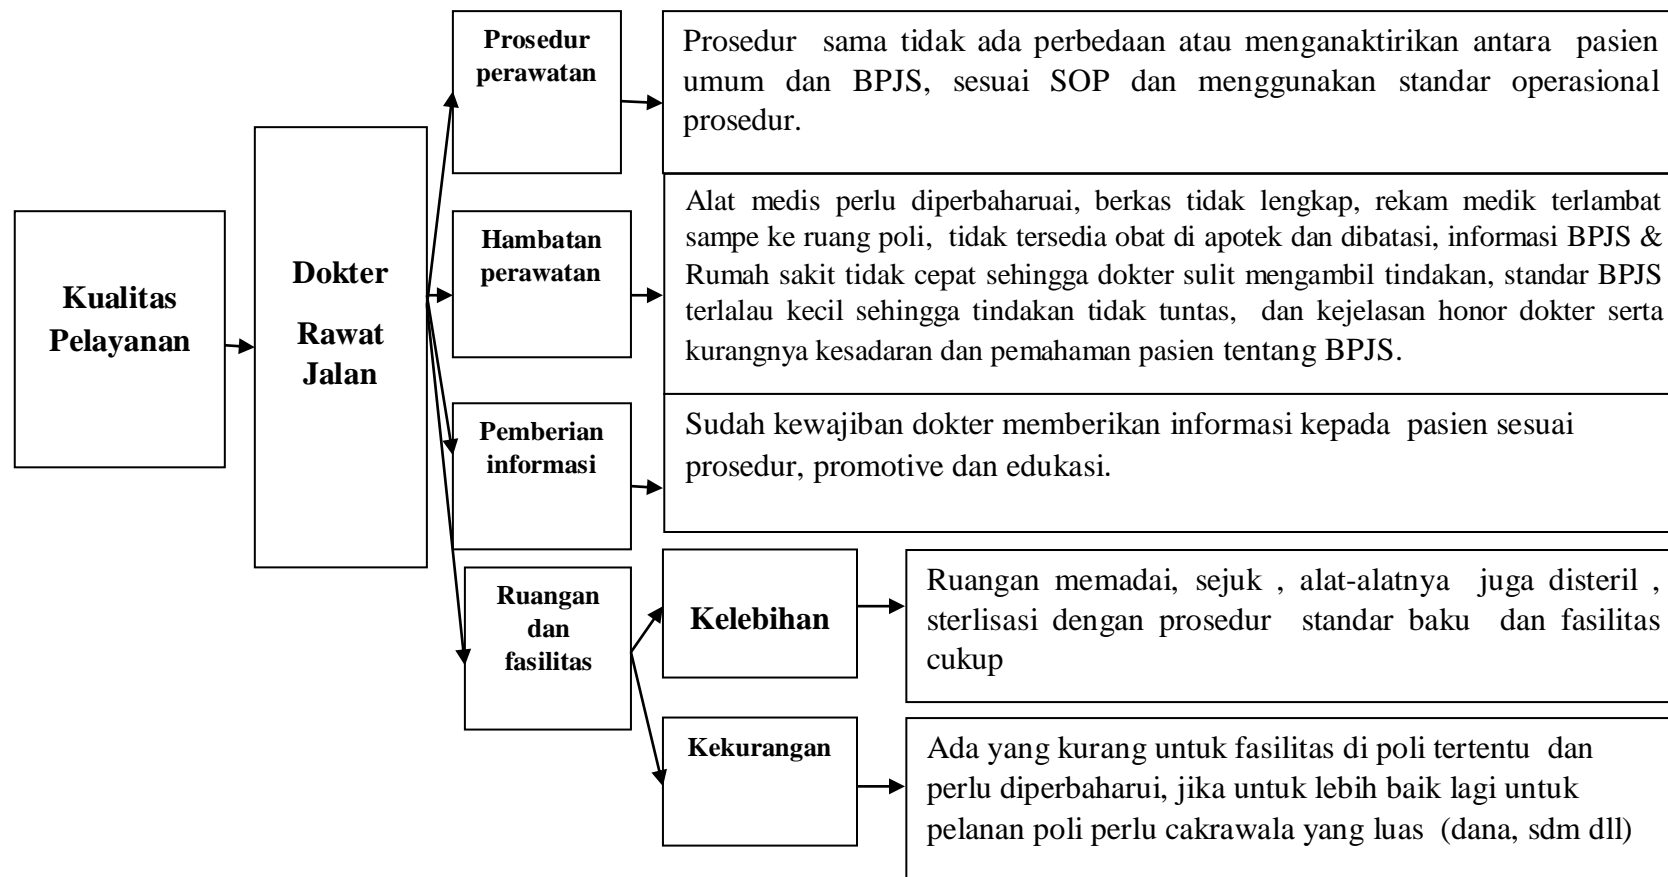 Kualitas
Pelayanan
Dokter
Rawat
Jalan
Prosedur
perawatan
Prosedur sama tidak ada perbedaan atau menganaktirikan antara pasien
umum dan BPJS, sesuai SOP dan menggunakan standar operasional
prosedur.
Hambatan
perawatan
Alat medis perlu diperbaharuai, berkas tidak lengkap, rekam medik terlambat
sampe ke ruang poli, tidak tersedia obat di apotek dan dibatasi, informasi BPJS &
Rumah sakit tidak cepat sehingga dokter sulit mengambil tindakan, standar BPJS
terlalau kecil sehingga tindakan tidak tuntas, dan kejelasan honor dokter serta
kurangnya kesadaran dan pemahaman pasien tentang BPJS.
Pemberian
informasi
Sudah kewajiban dokter memberikan informasi kepada pasien sesuai
prosedur, promotive dan edukasi.
Ruangan
dan
fasilitas
Kelebihan
Ruangan memadai, sejuk , alat-alatnya juga disteril ,
sterlisasi dengan prosedur standar baku dan fasilitas
cukup
Kekurangan
Ada yang kurang untuk fasilitas di poli tertentu dan
perlu diperbaharui, jika untuk lebih baik lagi untuk
pelanan poli perlu cakrawala yang luas (dana, sdm dll)